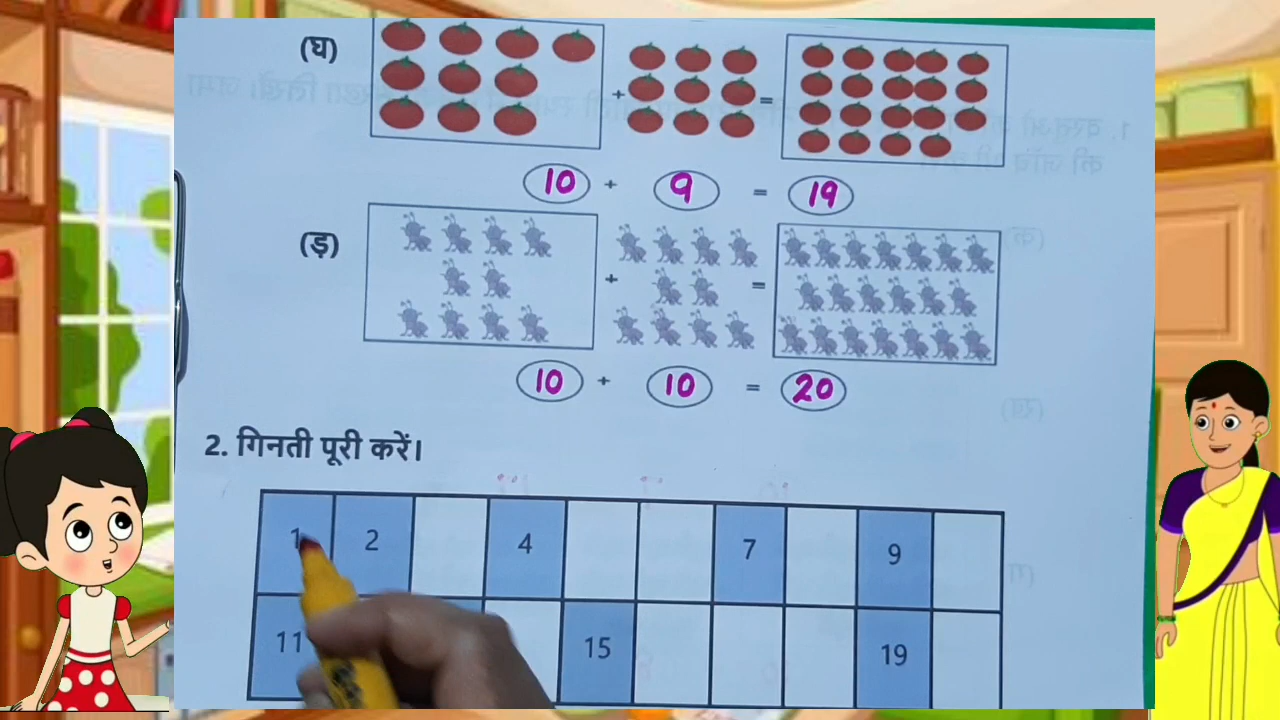 (घ)
+ =
10 + 9 = 19
(ड़)
+ =
10 + 10 = 20
2. गिनती पूरी करें।
1 2 4 7 9
11 15 19